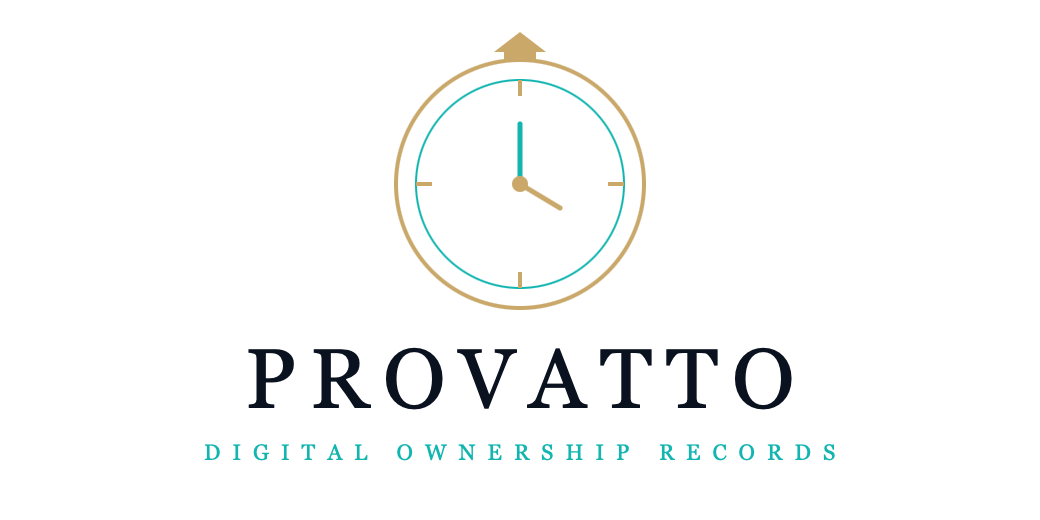 PROVATTO
DIGITAL OWNERSHIP RECORDS